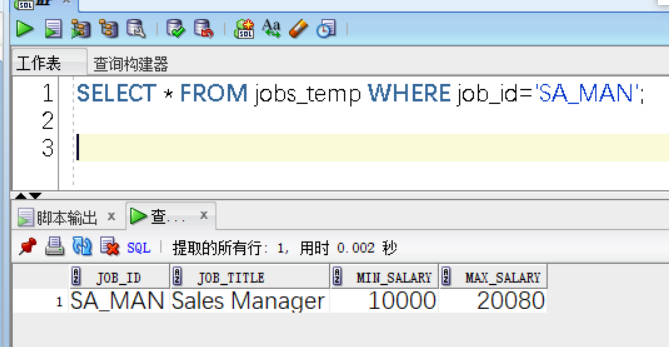 工作表 查询构建器
1 SELECT * FROM jobs_temp WHERE job_id='SA_MAN';
2
3
脚本输出 x 查... x
SQL | 提取的所有行: 1, 用时 0.002 秒
JOB_ID JOB_TITLE MIN_SALARY MAX_SALARY
1 SA_MAN Sales Manager 10000 20080